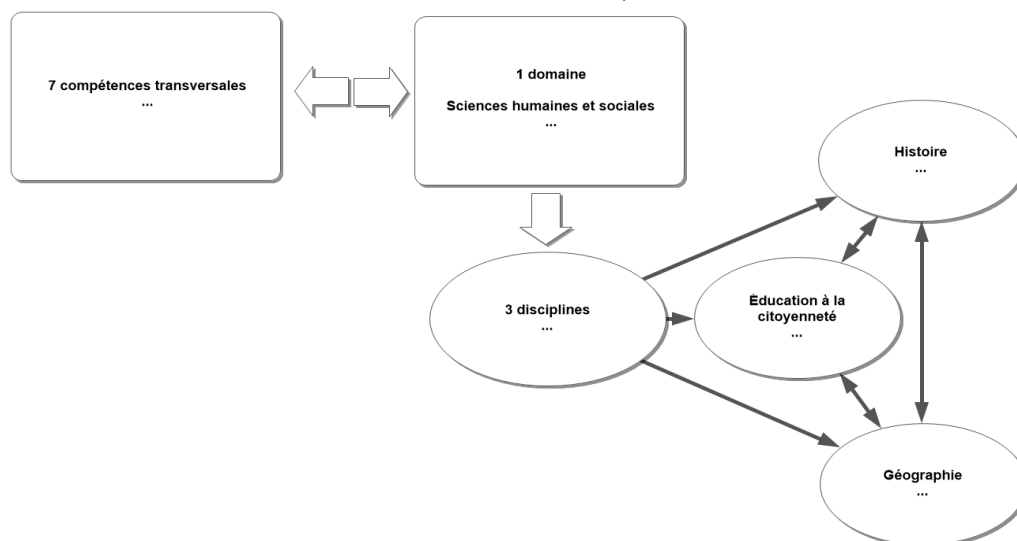 7 compétences transversales
...
1 domaine
Sciences humaines et sociales
...
Histoire
...
3 disciplines
...
Éducation à la
citoyenneté
...
Géographie
...